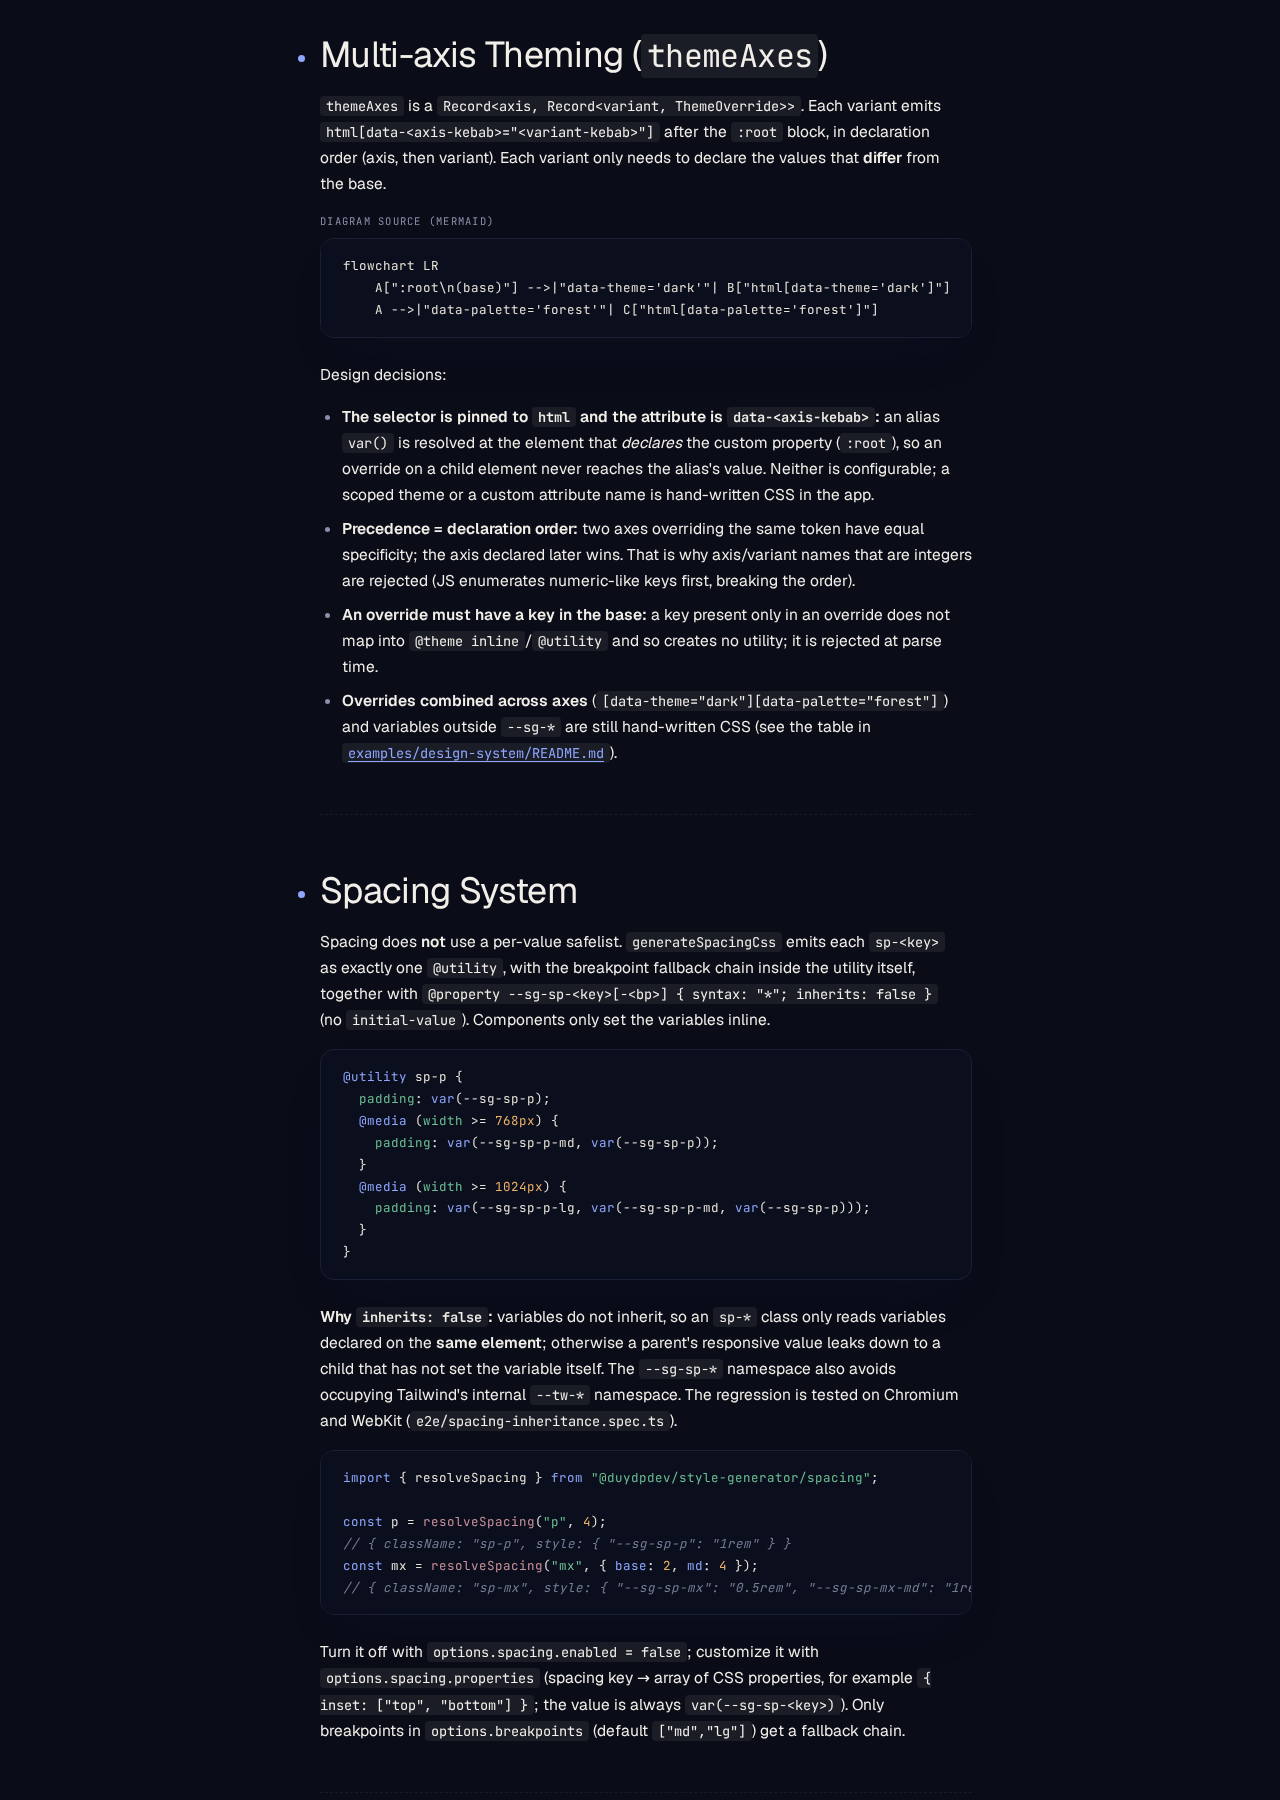 Multi-axis Theming (themeAxes)
themeAxes is a Record<axis, Record<variant, ThemeOverride>>. Each variant emits
html[data-<axis-kebab>="<variant-kebab>"] after the :root block, in declaration
order (axis, then variant). Each variant only needs to declare the values that differ from
the base.
DIAGRAM SOURCE (MERMAID)
flowchart LR
    A[":root\n(base)"] -->|"data-theme='dark'"| B["html[data-theme='dark']"]
    A -->|"data-palette='forest'"| C["html[data-palette='forest']"]
Design decisions:
The selector is pinned to html and the attribute is data-<axis-kebab>: an alias
var() is resolved at the element that declares the custom property (:root), so an
override on a child element never reaches the alias's value. Neither is configurable; a
scoped theme or a custom attribute name is hand-written CSS in the app.
Precedence = declaration order: two axes overriding the same token have equal
specificity; the axis declared later wins. That is why axis/variant names that are integers
are rejected (JS enumerates numeric-like keys first, breaking the order).
An override must have a key in the base: a key present only in an override does not
map into @theme inline/@utility and so creates no utility; it is rejected at parse
time.
Overrides combined across axes ([data-theme="dark"][data-palette="forest"])
and variables outside --sg-* are still hand-written CSS (see the table in
examples/design-system/README.md).
Spacing System
Spacing does not use a per-value safelist. generateSpacingCss emits each sp-<key>
as exactly one @utility, with the breakpoint fallback chain inside the utility itself,
together with @property --sg-sp-<key>[-<bp>] { syntax: "*"; inherits: false }
(no initial-value). Components only set the variables inline.
@utility sp-p {
  padding: var(--sg-sp-p);
  @media (width >= 768px) {
    padding: var(--sg-sp-p-md, var(--sg-sp-p));
  }
  @media (width >= 1024px) {
    padding: var(--sg-sp-p-lg, var(--sg-sp-p-md, var(--sg-sp-p)));
  }
}
Why inherits: false: variables do not inherit, so an sp-* class only reads variables
declared on the same element; otherwise a parent's responsive value leaks down to a
child that has not set the variable itself. The --sg-sp-* namespace also avoids
occupying Tailwind's internal --tw-* namespace. The regression is tested on Chromium
and WebKit (e2e/spacing-inheritance.spec.ts).
import { resolveSpacing } from "@duydpdev/style-generator/spacing";
const p = resolveSpacing("p", 4);
// { className: "sp-p", style: { "--sg-sp-p": "1rem" } }
const mx = resolveSpacing("mx", { base: 2, md: 4 });
// { className: "sp-mx", style: { "--sg-sp-mx": "0.5rem", "--sg-sp-mx-md": "1re
Turn it off with options.spacing.enabled = false; customize it with
options.spacing.properties (spacing key → array of CSS properties, for example {
inset: ["top", "bottom"] }; the value is always var(--sg-sp-<key>)). Only
breakpoints in options.breakpoints (default ["md","lg"]) get a fallback chain.